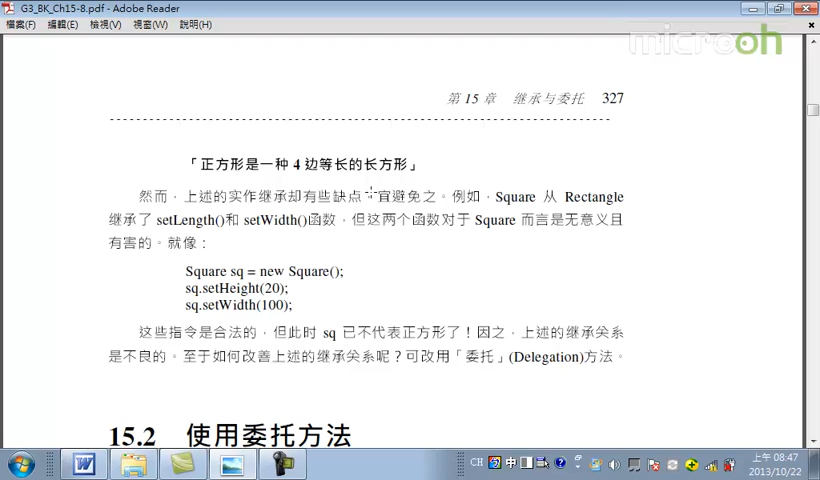 G3_BK_Ch15-8.pdf - Adobe Reader
檔案(F) 編輯(E) 檢視(V) 視窗(W) 說明(H)
microoh
第 15 章 继承与委托 327
「正方形是一种 4 边等长的长方形」
然而，上述的实作继承却有些缺点，宜避免之。例如，Square 从 Rectangle
继承了 setLength()和 setWidth()函数，但这两个函数对于 Square 而言是无意义且
有害的。就像：
Square sq = new Square();
sq.setHeight(20);
sq.setWidth(100);
这些指令是合法的，但此时 sq 已不代表正方形了！因之，上述的继承关系
是不良的。至于如何改善上述的继承关系呢？可改用「委托」(Delegation)方法。
15.2 使用委托方法
CH 中
上午 08:47
2013/10/22